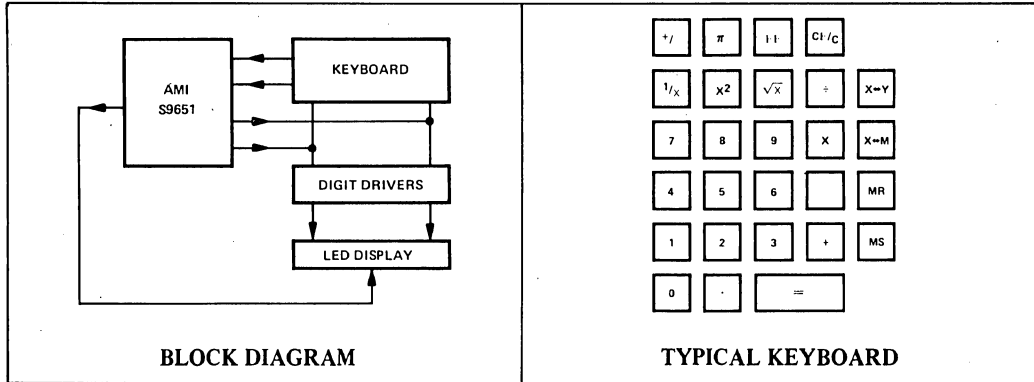 KEYBOARD
AMI
S9651
DIGIT DRIVERS
LED DISPLAY
BLOCK DIAGRAM
+/ π CE/C
1/X X² √X ÷ X↔Y
7 8 9 X X↔M
4 5 6 MR
1 2 3 + MS
0 . =
TYPICAL KEYBOARD